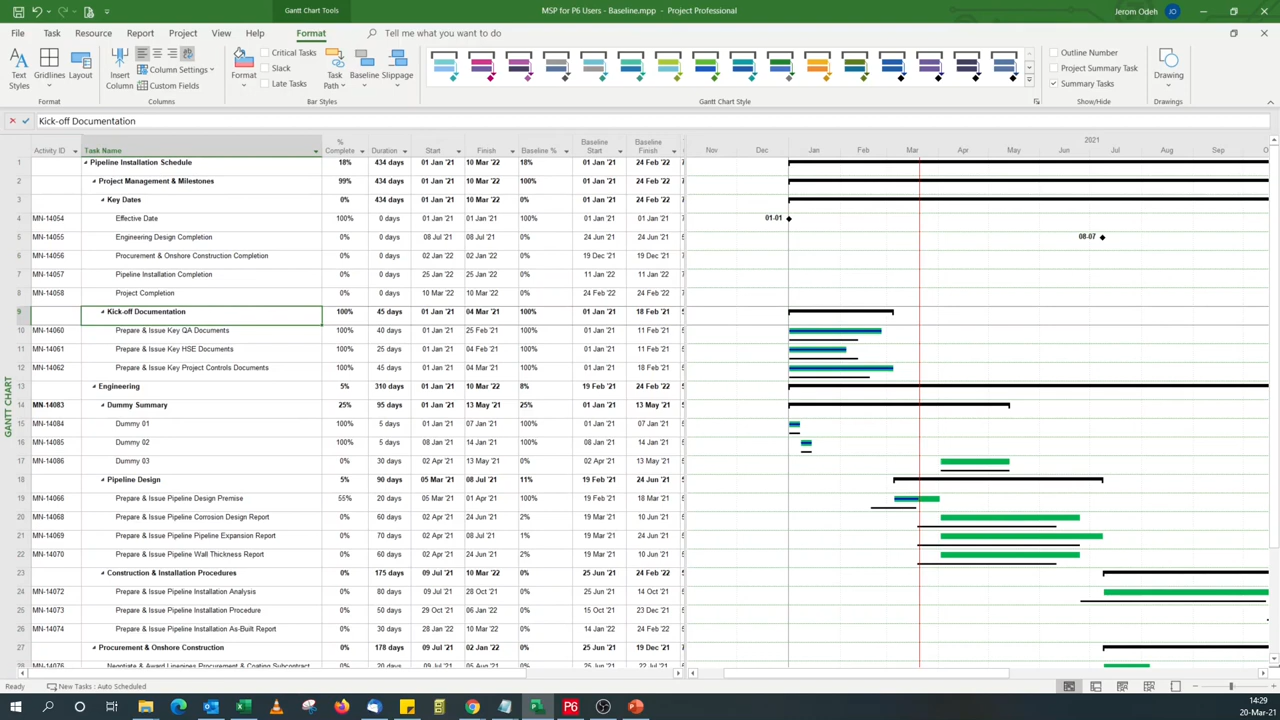 Gantt Chart Tools
MSP for P6 Users - Baseline.mpp - Project Professional
Jerom Odeh JO
File Task Resource Report Project View Help Format Tell me what you want to do
Text Styles Gridlines Layout
Format
Insert Column Column Settings Custom Fields
Columns
Format Critical Tasks Slack Late Tasks Task Path Baseline Slippage
Bar Styles
Gantt Chart Style
Outline Number Project Summary Task Summary Tasks
Show/Hide
Drawing
Drawings
Kick-off Documentation
Activity ID Task Name % Complete Duration Start Finish Baseline % Baseline Start Baseline Finish
2021
Nov Dec Jan Feb Mar Apr May Jun Jul Aug Sep
1 Pipeline Installation Schedule 18% 434 days 01 Jan '21 10 Mar '22 18% 01 Jan '21 24 Feb '22
2 Project Management & Milestones 99% 434 days 01 Jan '21 10 Mar '22 100% 01 Jan '21 24 Feb '22
3 Key Dates 0% 434 days 01 Jan '21 10 Mar '22 0% 01 Jan '21 24 Feb '22
4 MN-14054 Effective Date 100% 0 days 01 Jan '21 01 Jan '21 100% 01 Jan '21 01 Jan '21 01-01
5 MN-14055 Engineering Design Completion 0% 0 days 08 Jul '21 08 Jul '21 0% 24 Jun '21 24 Jun '21 08-07
6 MN-14056 Procurement & Onshore Construction Completion 0% 0 days 02 Jan '22 02 Jan '22 0% 19 Dec '21 19 Dec '21
7 MN-14057 Pipeline Installation Completion 0% 0 days 25 Jan '22 25 Jan '22 0% 11 Jan '22 11 Jan '22
8 MN-14058 Project Completion 0% 0 days 10 Mar '22 10 Mar '22 0% 24 Feb '22 24 Feb '22
9 Kick-off Documentation 100% 45 days 01 Jan '21 04 Mar '21 100% 01 Jan '21 18 Feb '21
10 MN-14060 Prepare & Issue Key QA Documents 100% 40 days 01 Jan '21 25 Feb '21 100% 01 Jan '21 11 Feb '21
11 MN-14061 Prepare & Issue Key HSE Documents 100% 25 days 01 Jan '21 04 Feb '21 100% 01 Jan '21 11 Feb '21
12 MN-14062 Prepare & Issue Key Project Controls Documents 100% 45 days 01 Jan '21 04 Mar '21 100% 01 Jan '21 18 Feb '21
13 Engineering 5% 310 days 01 Jan '21 10 Mar '22 8% 19 Feb '21 24 Feb '22
14 MN-14083 Dummy Summary 25% 95 days 01 Jan '21 13 May '21 25% 01 Jan '21 13 May '21
15 MN-14084 Dummy 01 100% 5 days 01 Jan '21 07 Jan '21 100% 01 Jan '21 07 Jan '21
16 MN-14085 Dummy 02 100% 5 days 08 Jan '21 14 Jan '21 100% 08 Jan '21 14 Jan '21
17 MN-14086 Dummy 03 0% 30 days 02 Apr '21 13 May '21 0% 02 Apr '21 13 May '21
18 Pipeline Design 5% 90 days 05 Mar '21 08 Jul '21 11% 19 Feb '21 24 Jun '21
19 MN-14066 Prepare & Issue Pipeline Design Premise 55% 20 days 05 Mar '21 01 Apr '21 100% 19 Feb '21 18 Mar '21
20 MN-14068 Prepare & Issue Pipeline Corrosion Design Report 0% 60 days 02 Apr '21 24 Jun '21 2% 19 Mar '21 10 Jun '21
21 MN-14069 Prepare & Issue Pipeline Pipeline Expansion Report 0% 70 days 02 Apr '21 08 Jul '21 1% 19 Mar '21 24 Jun '21
22 MN-14070 Prepare & Issue Pipeline Wall Thickness Report 0% 60 days 02 Apr '21 24 Jun '21 2% 19 Mar '21 10 Jun '21
23 Construction & Installation Procedures 0% 175 days 09 Jul '21 10 Mar '22 0% 25 Jun '21 24 Feb '22
24 MN-14072 Prepare & Issue Pipeline Installation Analysis 0% 80 days 09 Jul '21 28 Oct '21 0% 25 Jun '21 14 Oct '21
25 MN-14073 Prepare & Issue Pipeline Installation Procedure 0% 50 days 29 Oct '21 06 Jan '22 0% 15 Oct '21 23 Dec '21
26 MN-14074 Prepare & Issue Pipeline Installation As-Built Report 0% 30 days 28 Jan '22 10 Mar '22 0% 14 Jan '22 24 Feb '22
27 Procurement & Onshore Construction 0% 178 days 09 Jul '21 02 Jan '22 0% 25 Jun '21 19 Dec '21
28 MN-14076 Negotiate & Award Linepipes Procurement & Coating Subcontract 0% 20 days 09 Jul '21 05 Aug '21 0% 25 Jun '21 22 Jul '21
GANTT CHART
Ready New Tasks : Auto Scheduled
14:29
20-Mar-21